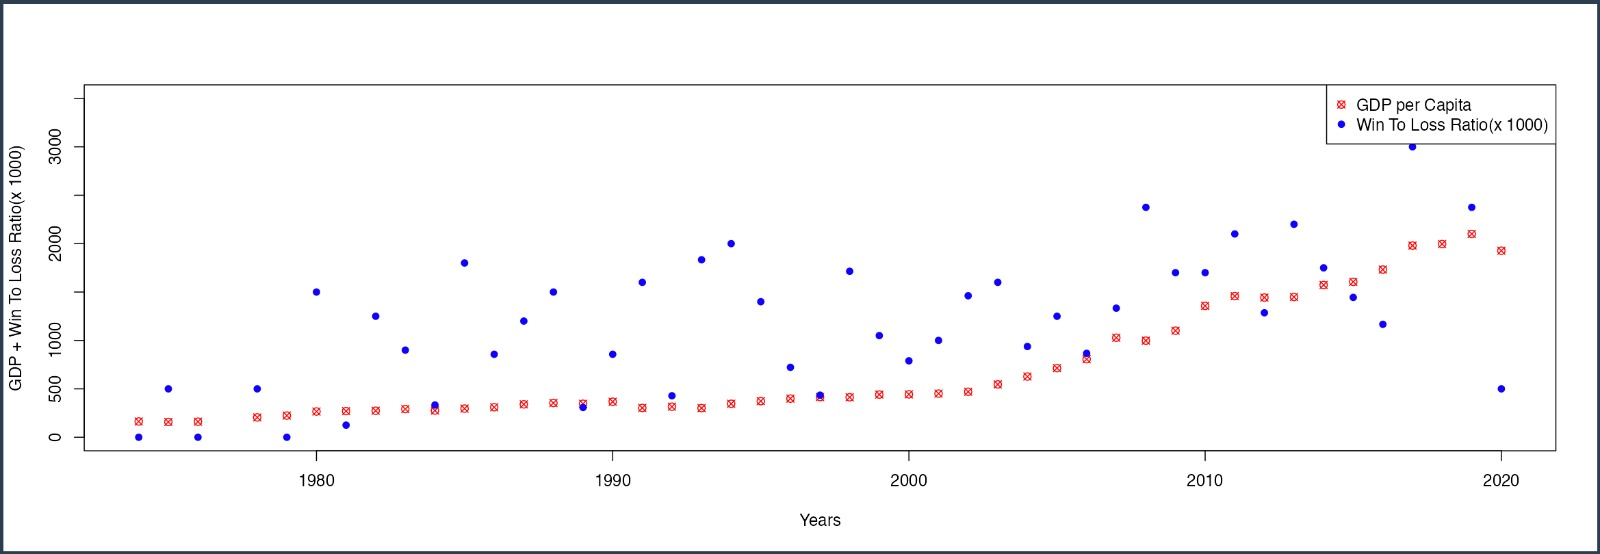 GDP per Capita
Win To Loss Ratio(x 1000)
GDP + Win To Loss Ratio(x 1000)
3000
2000
1000
500
0
1980 1990 2000 2010 2020
Years